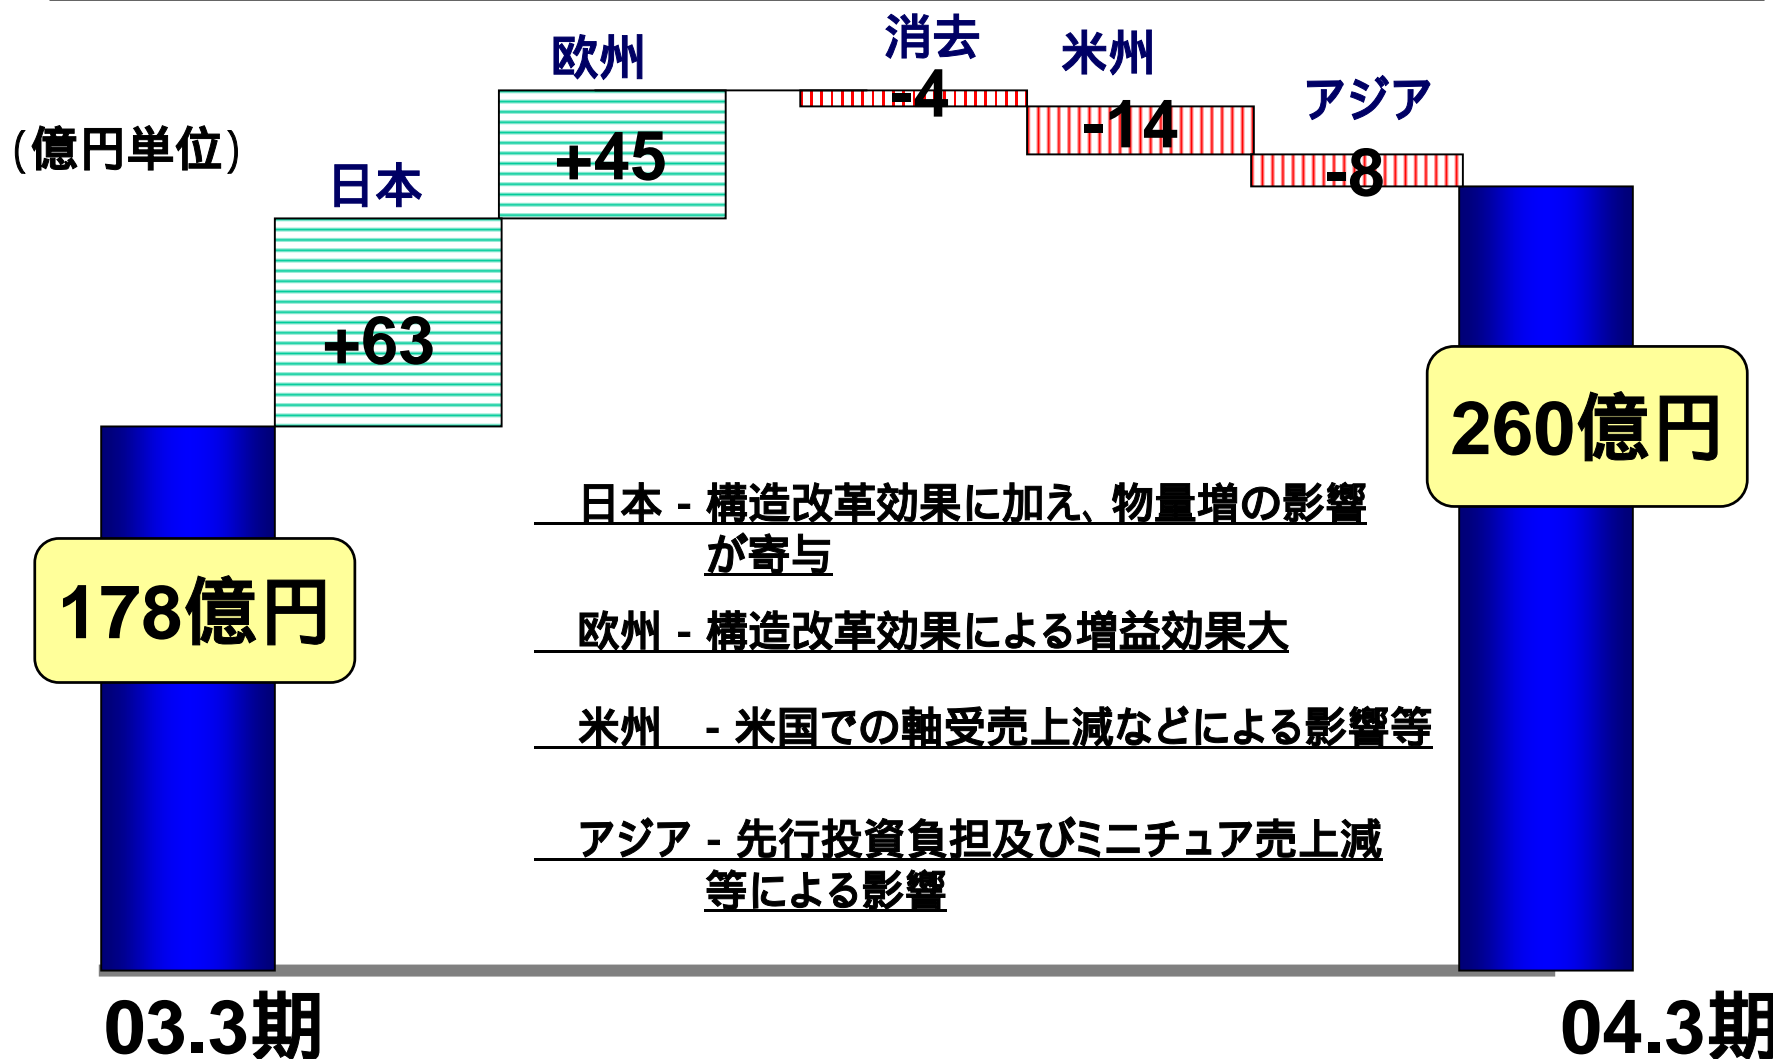 (億円単位)
日本
欧州
消去
米州
アジア
+63
+45
-4
-14
-8
178億円
260億円
日本 - 構造改革効果に加え、物量増の影響
が寄与
欧州 - 構造改革効果による増益効果大
米州 - 米国での軸受売上減などによる影響等
アジア - 先行投資負担及びミニチュア売上減
等による影響
03.3期
04.3期